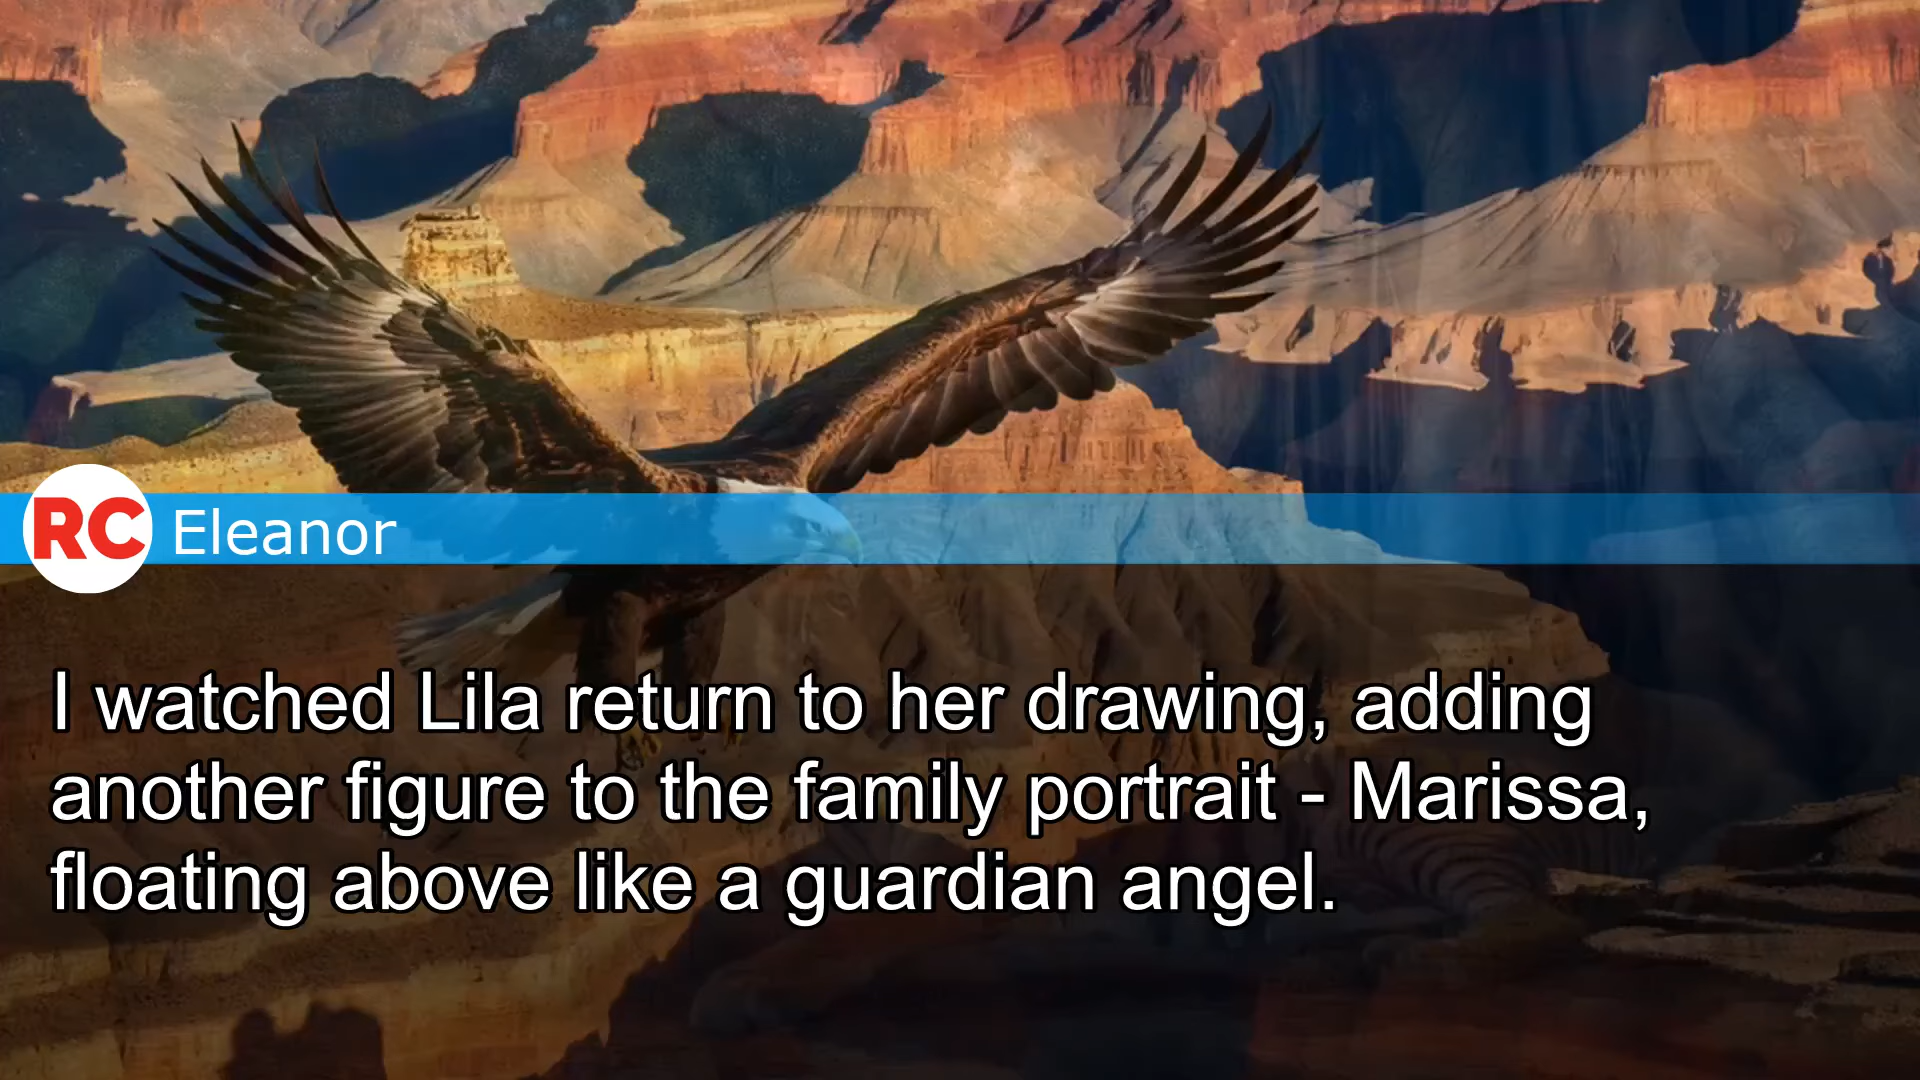 RC Eleanor
I watched Lila return to her drawing, adding
another figure to the family portrait - Marissa,
floating above like a guardian angel.